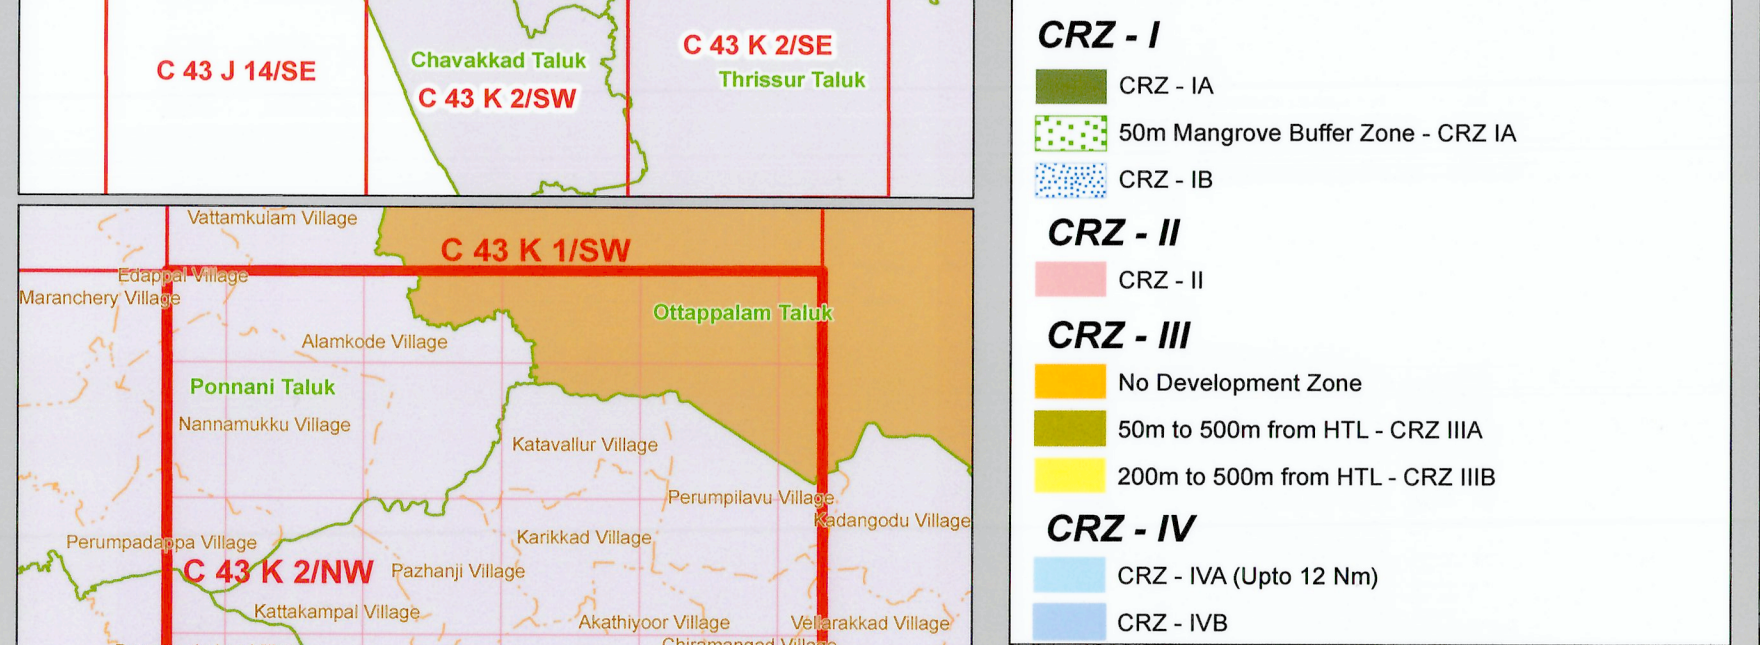 C 43 J 14/SE
Chavakkad Taluk
C 43 K 2/SW
C 43 K 2/SE
Thrissur Taluk
Vattamkulam Village
C 43 K 1/SW
Edappal Village
Maranchery Village
Ottappalam Taluk
Alamkode Village
Ponnani Taluk
Nannamukku Village
Katavallur Village
Perumpilavu Village
Kadangodu Village
Karikkad Village
Perumpadappa Village
C 43 K 2/NW
Pazhanji Village
Kattakampal Village
Akathiyoor Village
Vellarakkad Village
Chiramangad Village
CRZ - I
CRZ - IA
50m Mangrove Buffer Zone - CRZ IA
CRZ - IB
CRZ - II
CRZ - II
CRZ - III
No Development Zone
50m to 500m from HTL - CRZ IIIA
200m to 500m from HTL - CRZ IIIB
CRZ - IV
CRZ - IVA (Upto 12 Nm)
CRZ - IVB